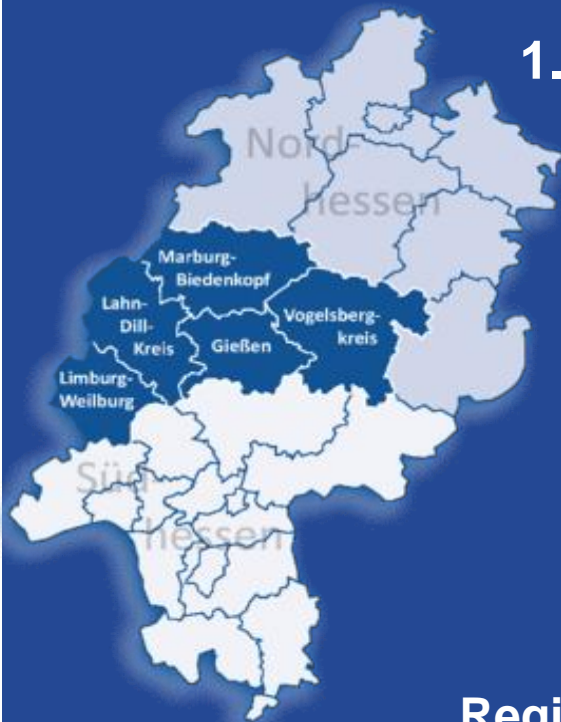 1.
Nord-
hessen
Marburg-
Biedenkopf
Lahn-
Dill-
Kreis
Gießen
Vogelsberg-
kreis
Limburg-
Weilburg
Süd-
hessen
Regi